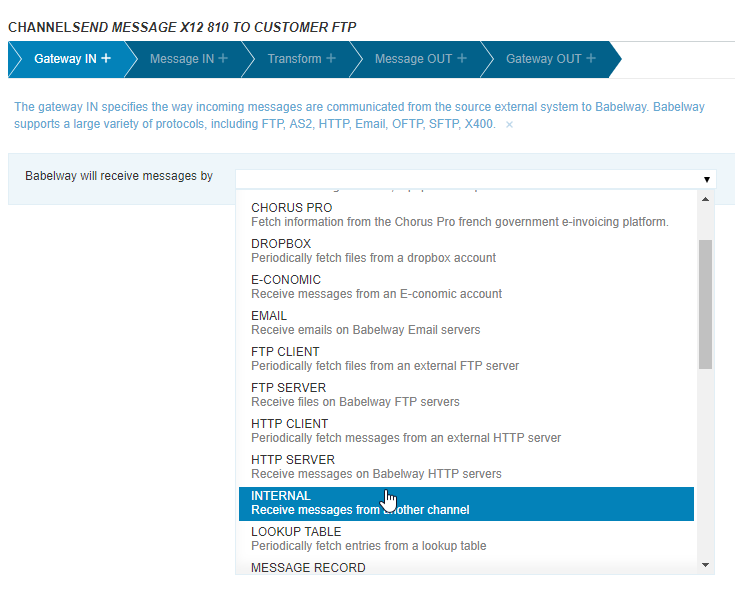 CHANNELSEND MESSAGE X12 810 TO CUSTOMER FTP
Gateway IN + Message IN + Transform + Message OUT + Gateway OUT +
The gateway IN specifies the way incoming messages are communicated from the source external system to Babelway. Babelway
supports a large variety of protocols, including FTP, AS2, HTTP, Email, OFTP, SFTP, X400. ×
Babelway will receive messages by
CHORUS PRO
Fetch information from the Chorus Pro french government e-invoicing platform.
DROPBOX
Periodically fetch files from a dropbox account
E-CONOMIC
Receive messages from an E-conomic account
EMAIL
Receive emails on Babelway Email servers
FTP CLIENT
Periodically fetch files from an external FTP server
FTP SERVER
Receive files on Babelway FTP servers
HTTP CLIENT
Periodically fetch messages from an external HTTP server
HTTP SERVER
Receive messages on Babelway HTTP servers
INTERNAL
Receive messages from another channel
LOOKUP TABLE
Periodically fetch entries from a lookup table
MESSAGE RECORD